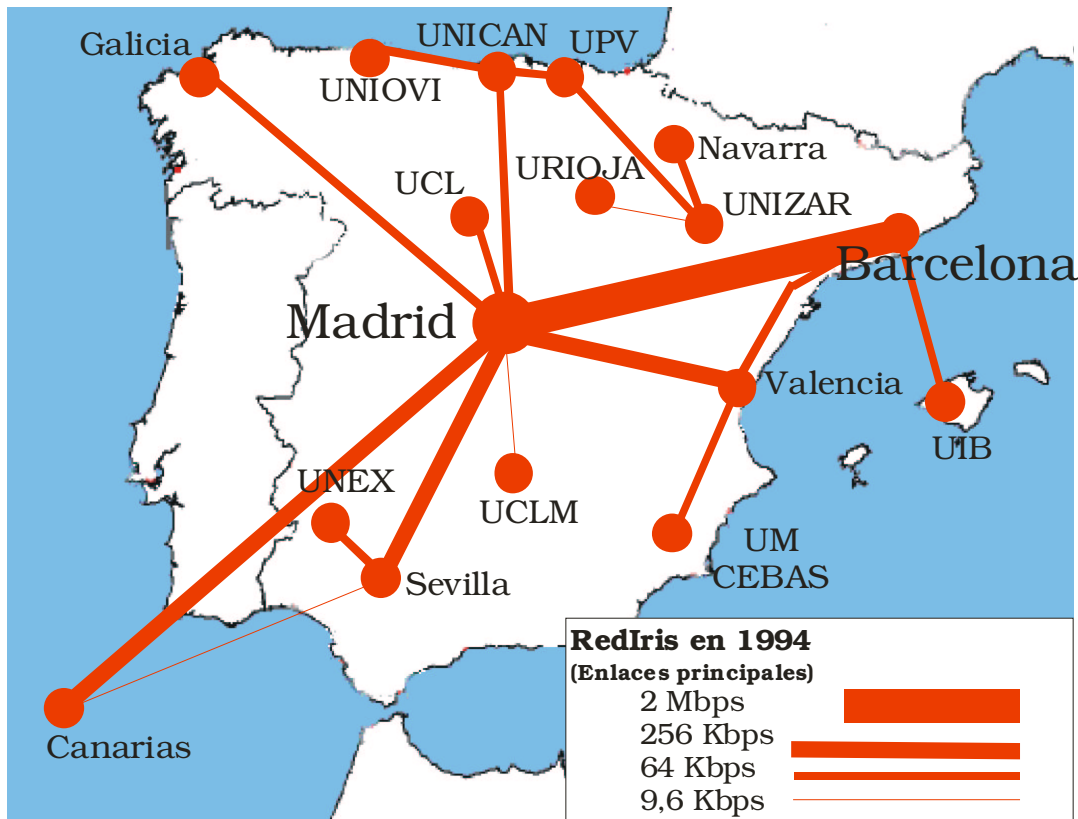 Galicia
UNICAN
UPV
UNIOVI
Navarra
URIOJA
UCL
UNIZAR
Barcelona
Madrid
Valencia
UIB
UNEX
UCLM
UM
CEBAS
Sevilla
Canarias
RedIris en 1994
(Enlaces principales)
2 Mbps
256 Kbps
64 Kbps
9,6 Kbps